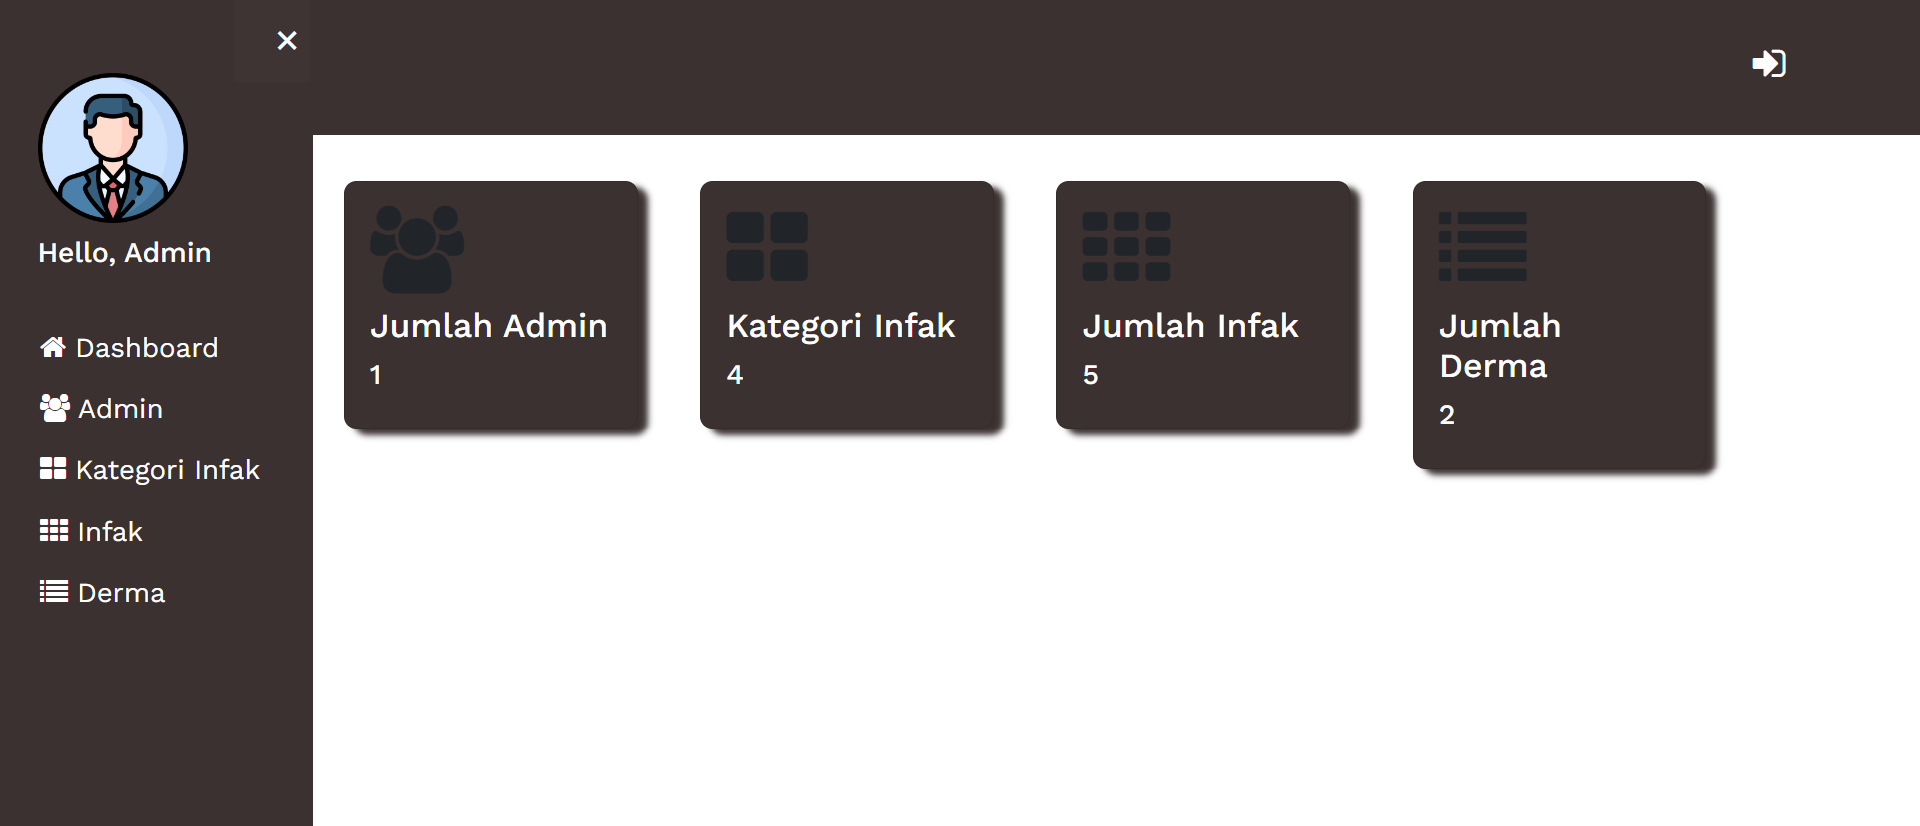 Hello, Admin
Dashboard
Admin
Kategori Infak
Infak
Derma
Jumlah Admin
1
Kategori Infak
4
Jumlah Infak
5
Jumlah
Derma
2